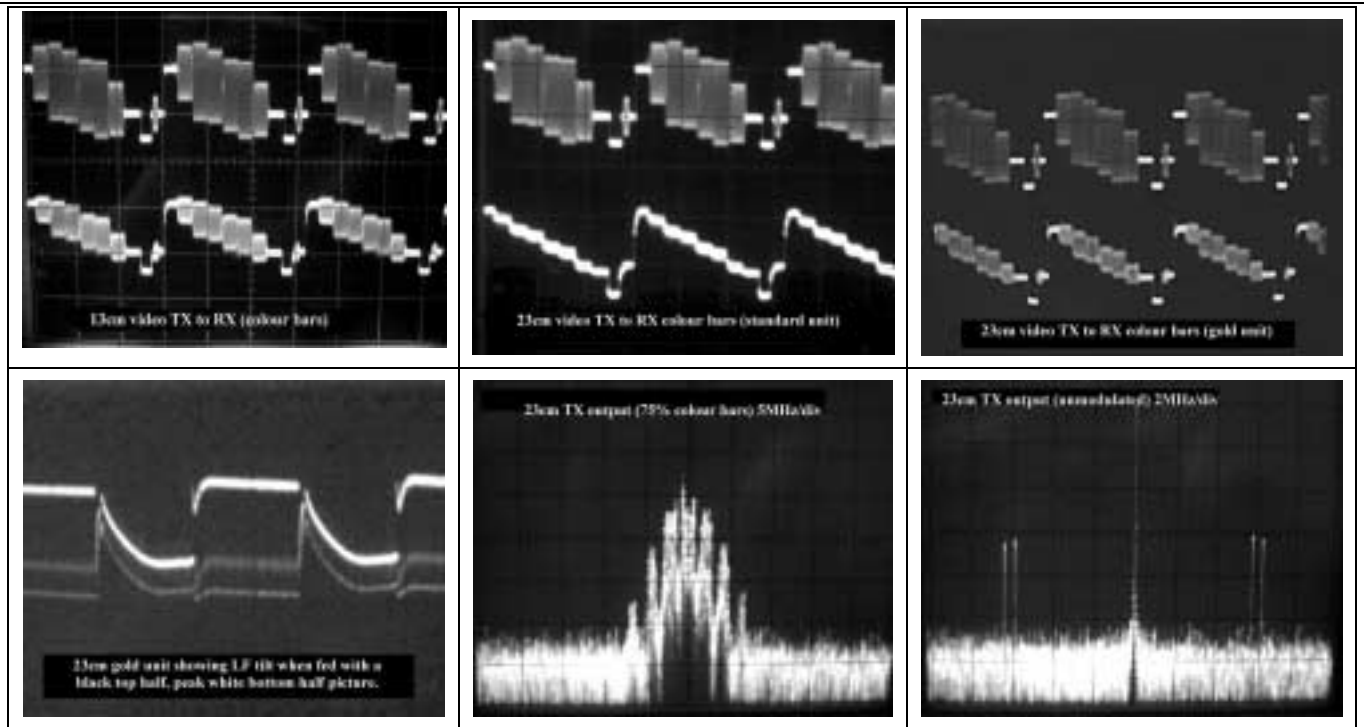 13cm video TX to RX (colour bars)
23cm video TX to RX colour bars (standard unit)
23cm video TX to RX colour bars (gold unit)
23cm gold unit showing LF tilt when fed with a
black top half, peak white bottom half picture.
23cm TX output (75% colour bars) 5MHz/div
23cm TX output (unmodulated) 2MHz/div